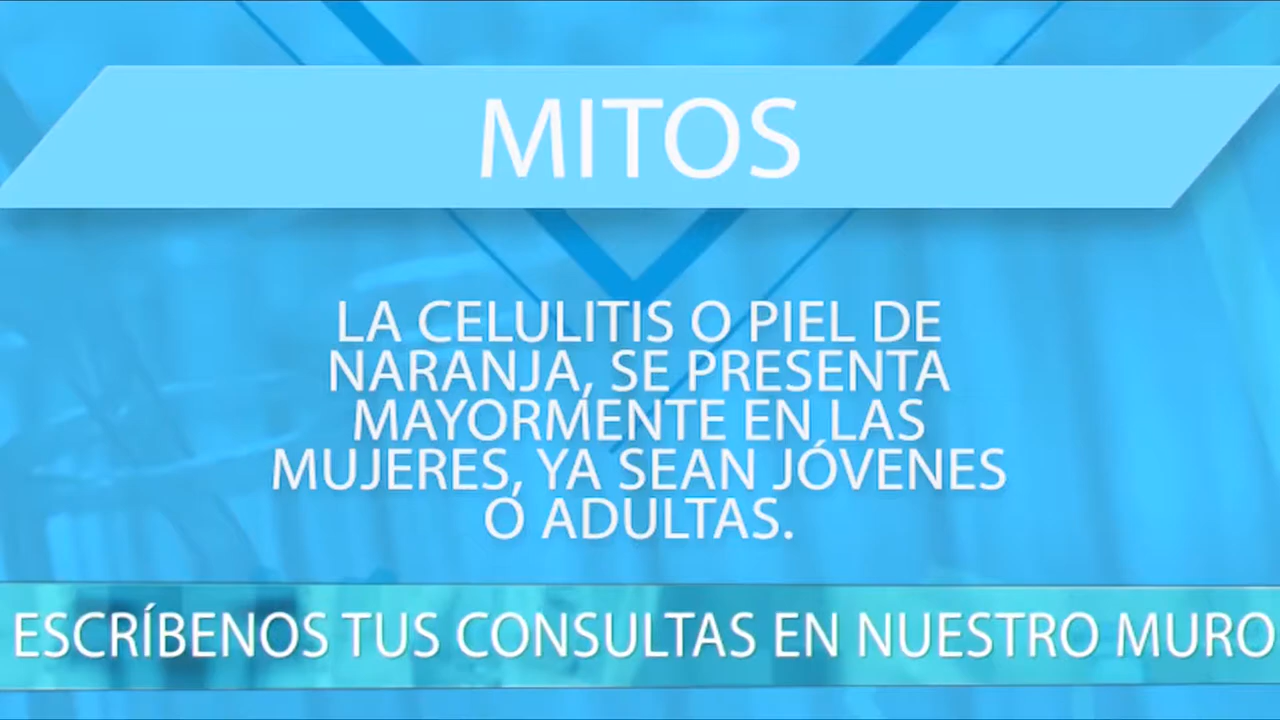 MITOS
LA CELULITIS O PIEL DE
NARANJA, SE PRESENTA
MAYORMENTE EN LAS
MUJERES, YA SEAN JÓVENES
O ADULTAS.
ESCRÍBENOS TUS CONSULTAS EN NUESTRO MURO